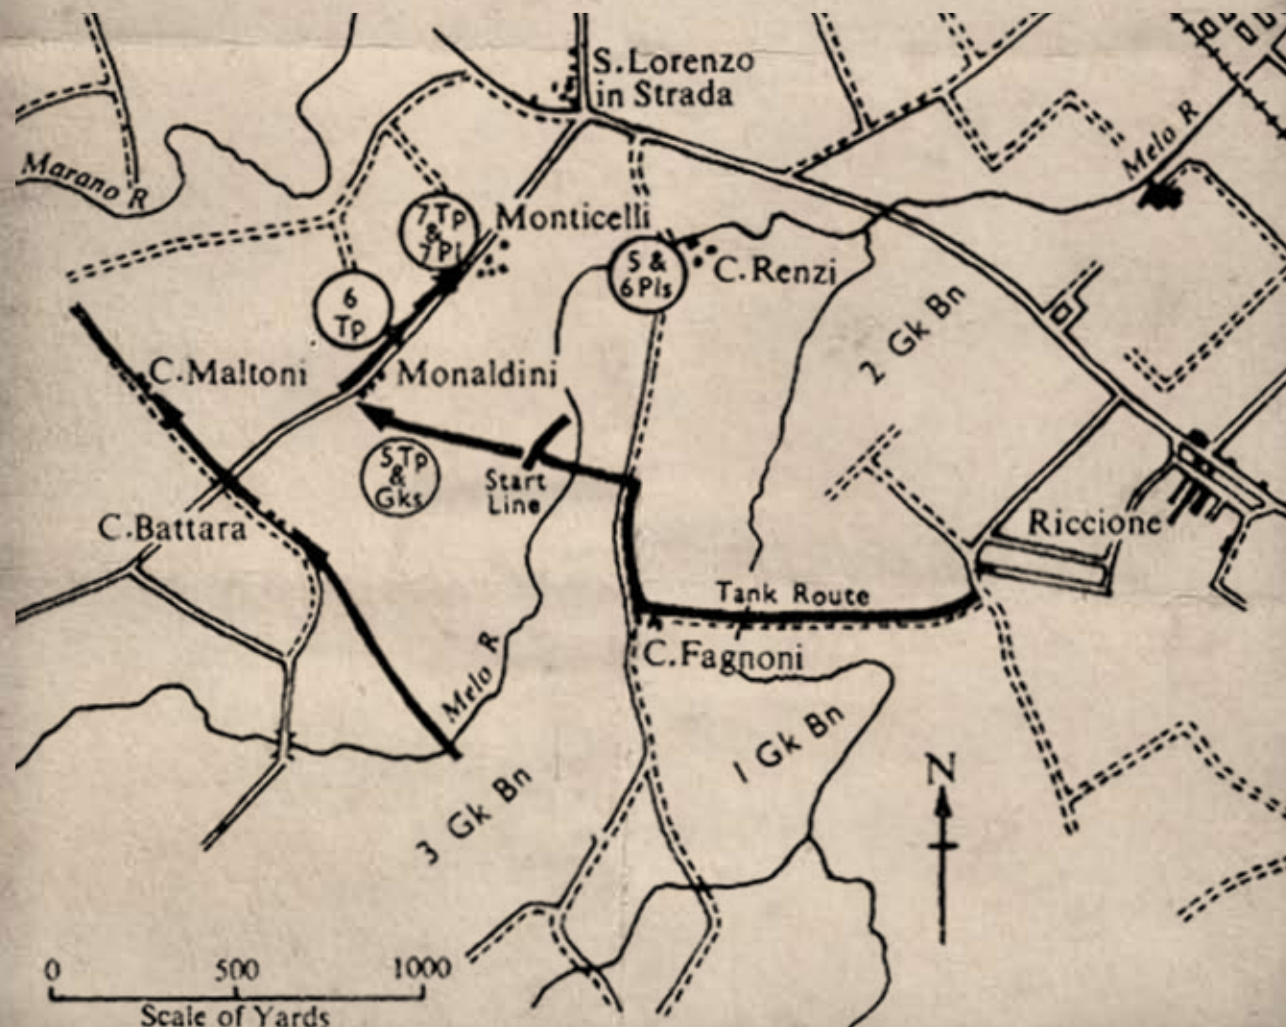 S. Lorenzo
in Strada
Marano R
Melo R
7 Tp
&
7 Pl
Monticelli
5 &
6 Pls
C. Renzi
6
Tp
2 Gk Bn
C. Maltoni
Monaldini
5 Tp
&
Gks
Start
Line
C. Battara
Riccione
Tank Route
C. Fagnoni
Melo R
1 Gk Bn
3 Gk Bn
N
0 500 1000
Scale of Yards